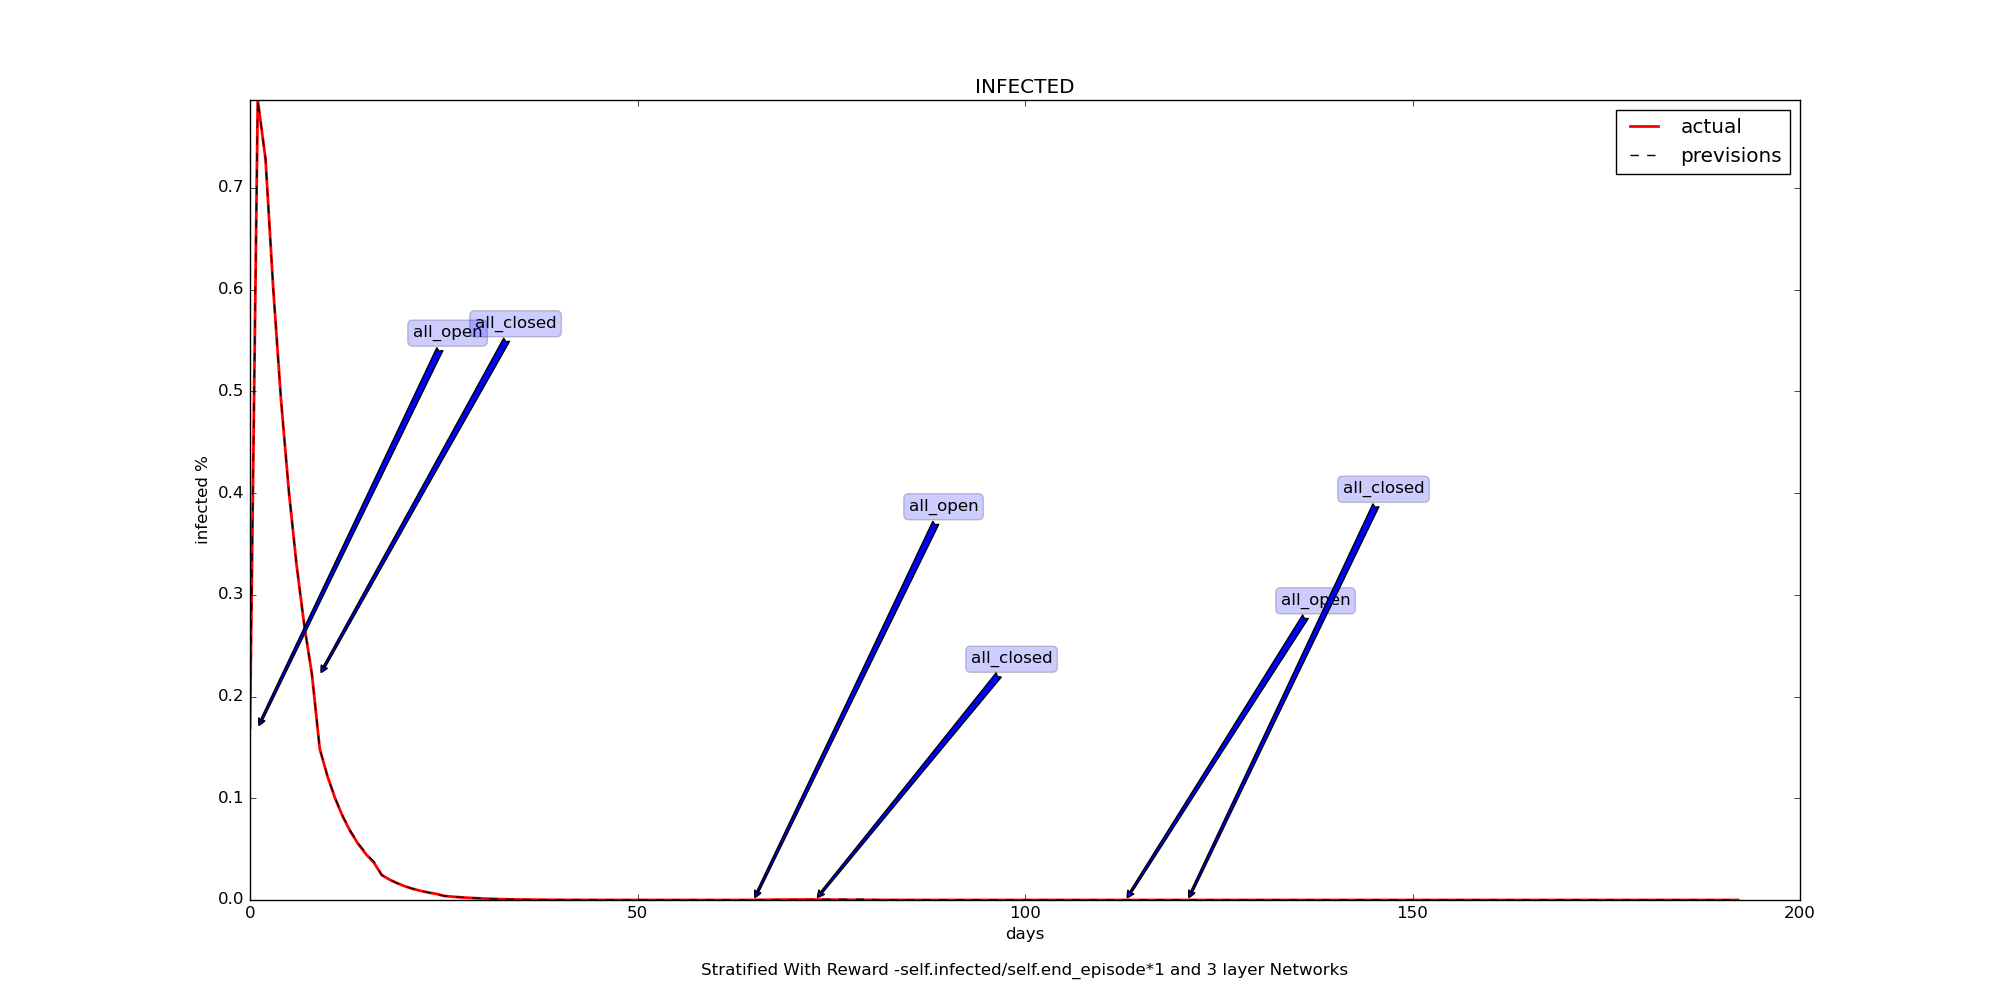 INFECTED
actual
previsions
0.7
0.6
0.5
0.4
0.3
0.2
0.1
0.0
infected %
all_open
all_closed
all_open
all_closed
all_open
all_closed
0
50
100
150
200
days
Stratified With Reward -self.infected/self.end_episode*1 and 3 layer Networks